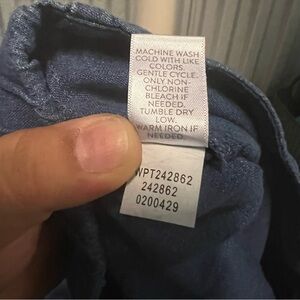 MACHINE WASH
COLD WITH LIKE
COLORS.
GENTLE CYCLE.
ONLY NON-
CHLORINE
BLEACH IF
NEEDED.
TUMBLE DRY
LOW.
WARM IRON IF
NEEDED.
WPT242862
242862
0200429